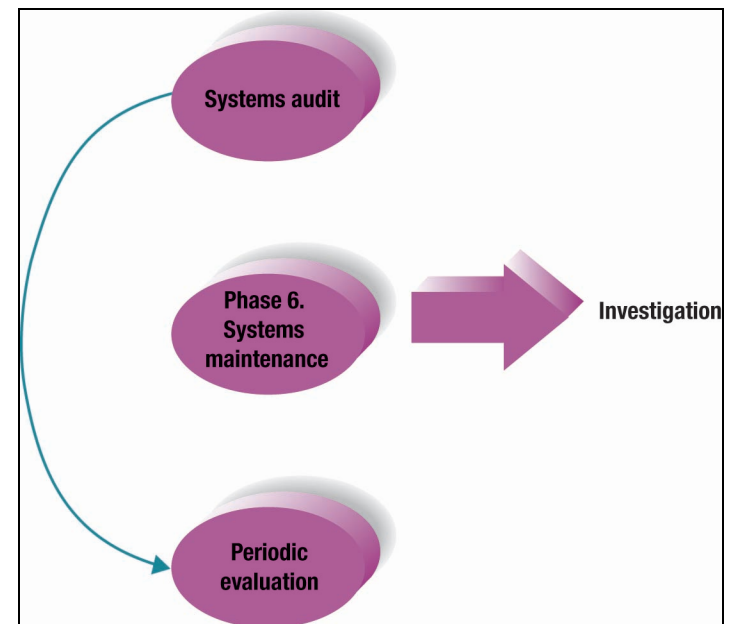 Systems audit
Phase 6.
Systems
maintenance
Investigation
Periodic
evaluation